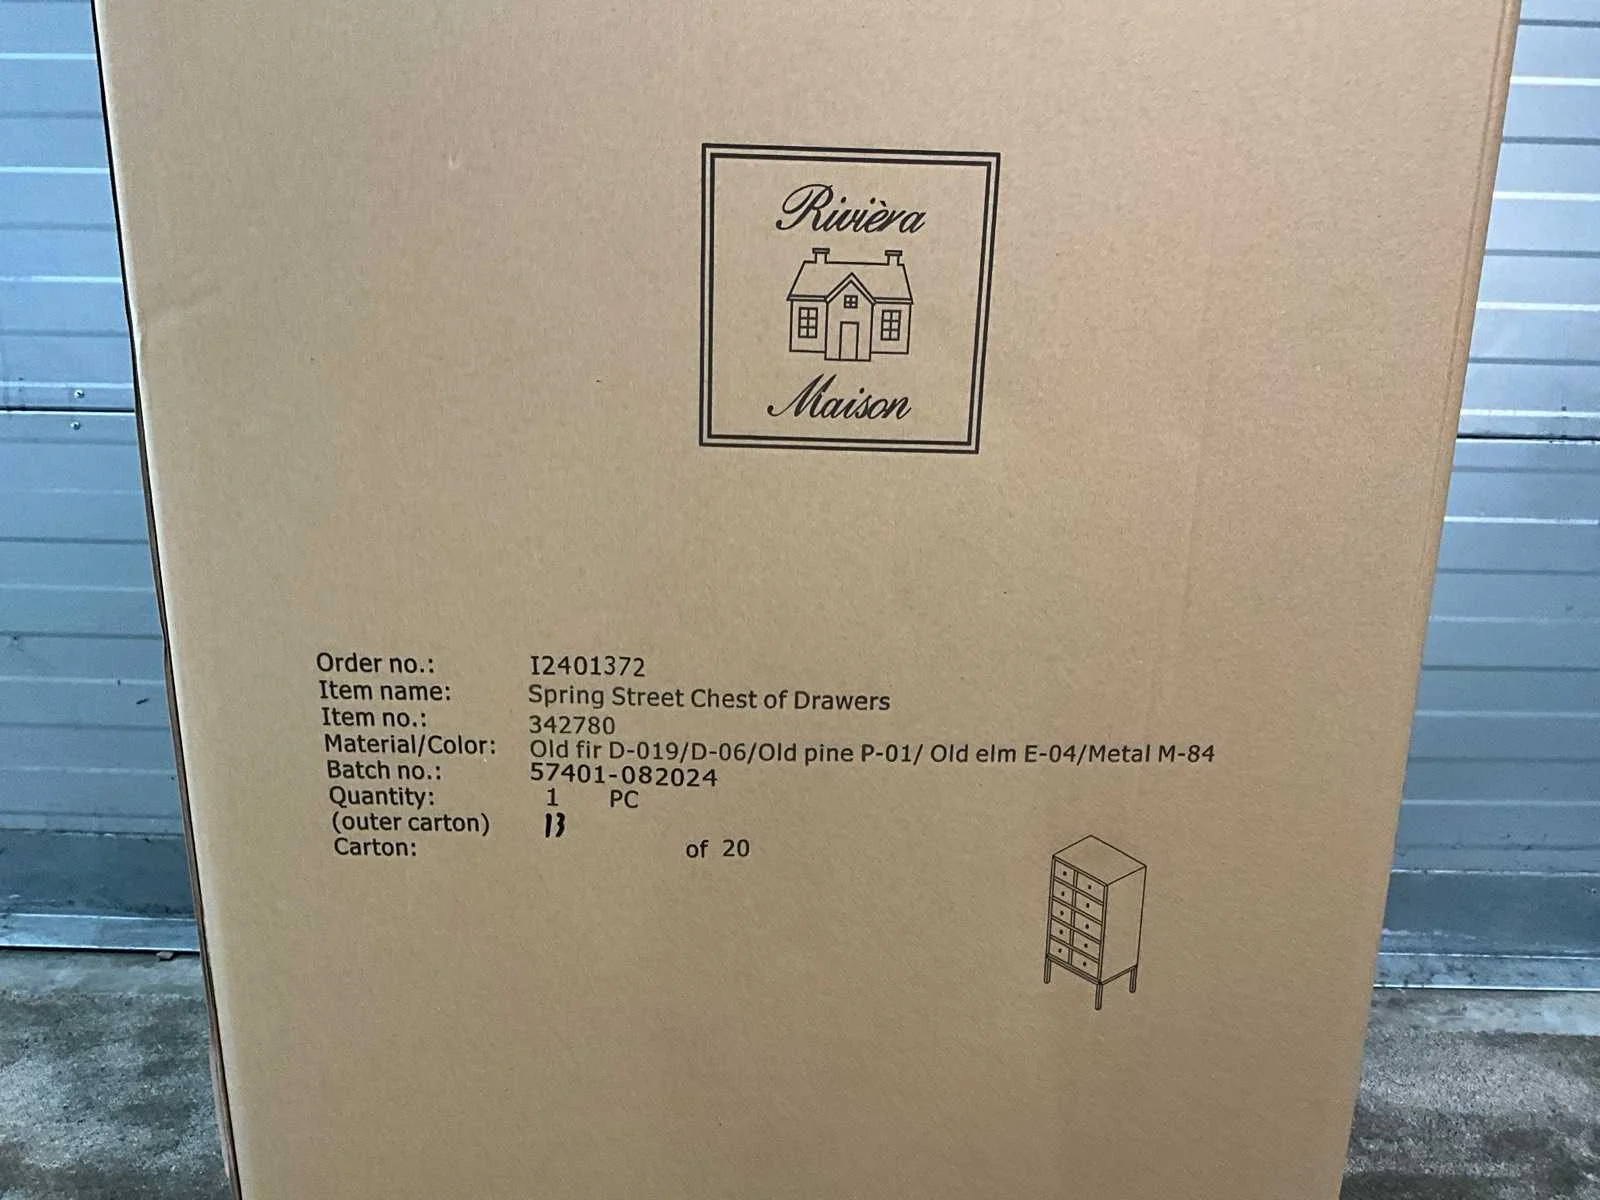 Rivièra
Maison
Order no.: I2401372
Item name: Spring Street Chest of Drawers
Item no.: 342780
Material/Color: Old fir D-019/D-06/Old pine P-01/ Old elm E-04/Metal M-84
Batch no.: 57401-082024
Quantity: 1 PC
(outer carton) 13
Carton: of 20